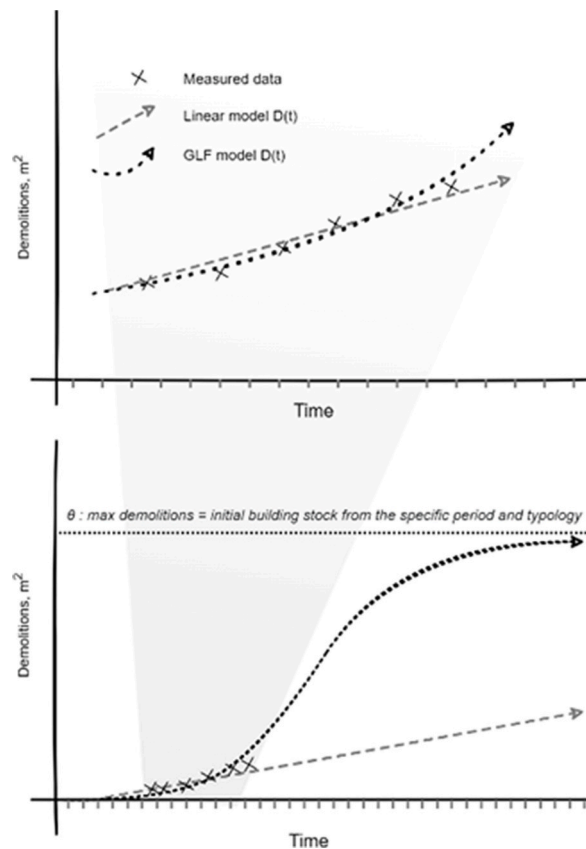 Measured data
Linear model D(t)
GLF model D(t)
Demolitions, m²
Time
θ : max demolitions = initial building stock from the specific period and typology
Demolitions, m²
Time